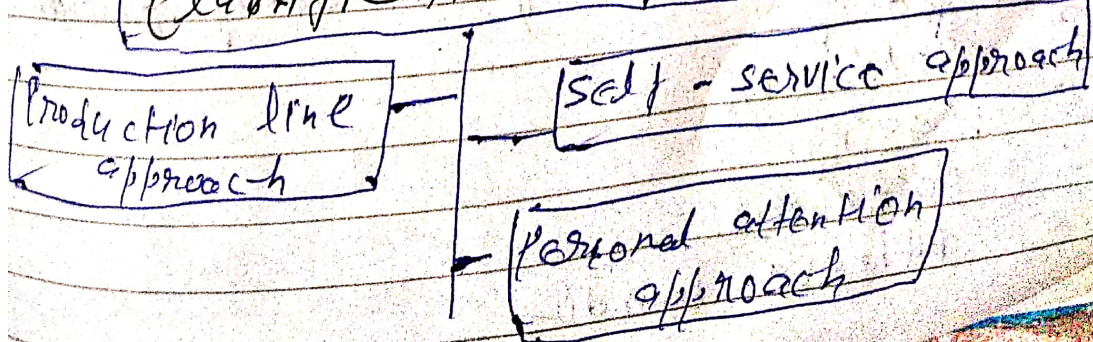 Production line
approach
Self - service approach
Personal attention
approach